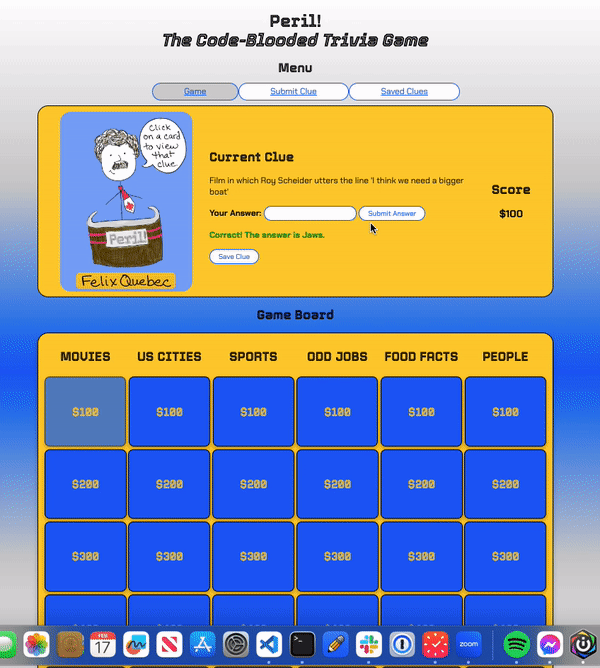 Peril!
The Code-Blooded Trivia Game
Menu
Game
Submit Clue
Saved Clues
Click
on a card
to view
that
clue
Peril!
Felix Quebec
Current Clue
Film in which Roy Scheider utters the line 'I think we need a bigger
boat'
Your Answer:
Submit Answer
Correct! The answer is Jaws.
Save Clue
Score
$100
Game Board
MOVIES US CITIES SPORTS ODD JOBS FOOD FACTS PEOPLE
$100 $100 $100 $100 $100 $100
$200 $200 $200 $200 $200 $200
$300 $300 $300 $300 $300 $300
17
zoom